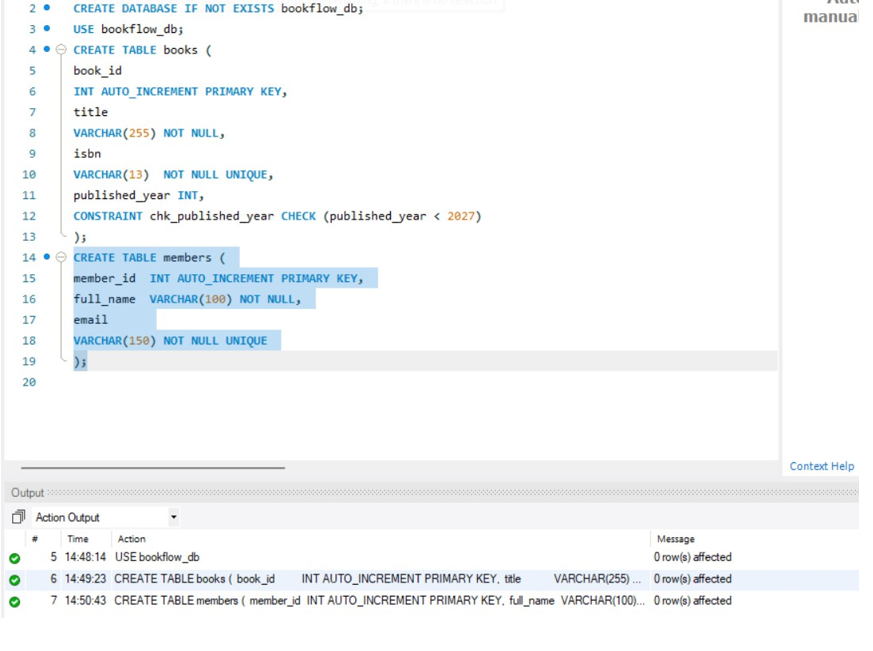 manual
2 CREATE DATABASE IF NOT EXISTS bookflow_db;
3 USE bookflow_db;
4 CREATE TABLE books (
5 book_id
6 INT AUTO_INCREMENT PRIMARY KEY,
7 title
8 VARCHAR(255) NOT NULL,
9 isbn
10 VARCHAR(13)  NOT NULL UNIQUE,
11 published_year INT,
12 CONSTRAINT chk_published_year CHECK (published_year < 2027)
13 );
14 CREATE TABLE members (
15 member_id  INT AUTO_INCREMENT PRIMARY KEY,
16 full_name  VARCHAR(100) NOT NULL,
17 email
18 VARCHAR(150) NOT NULL UNIQUE
19 );
20
Context Help
Output
Action Output
# Time Action Message
5 14:48:14 USE bookflow_db 0 row(s) affected
6 14:49:23 CREATE TABLE books ( book_id INT AUTO_INCREMENT PRIMARY KEY, title VARCHAR(255) ... 0 row(s) affected
7 14:50:43 CREATE TABLE members ( member_id INT AUTO_INCREMENT PRIMARY KEY, full_name VARCHAR(100)... 0 row(s) affected